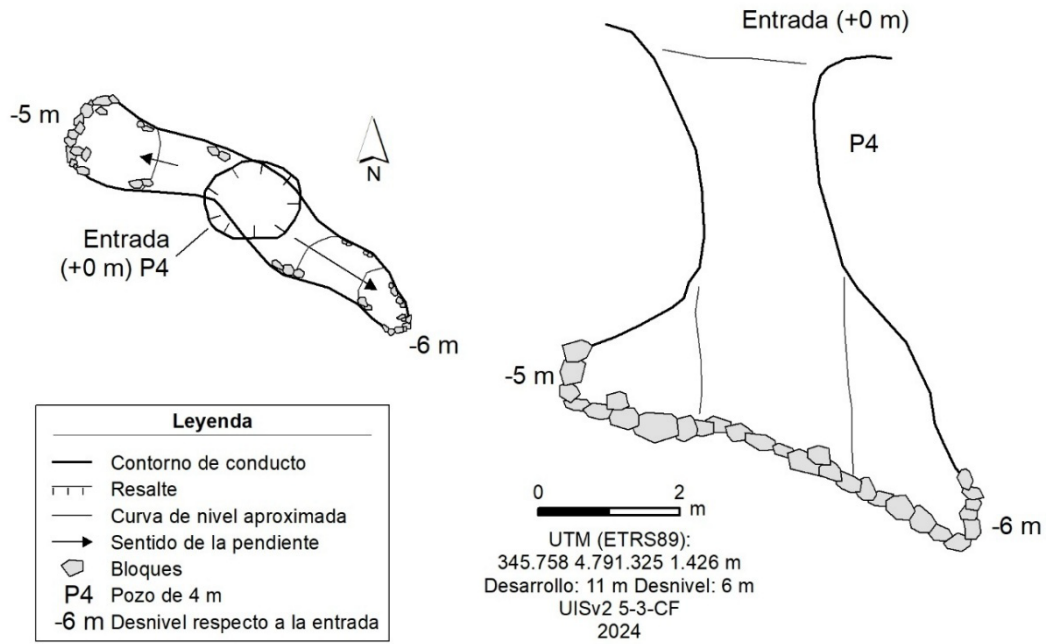 -5 m
N
Entrada
(+0 m) P4
-6 m
Entrada (+0 m)
P4
-5 m
-6 m
Leyenda
Contorno de conducto
Resalte
Curva de nivel aproximada
Sentido de la pendiente
Bloques
P4 Pozo de 4 m
-6 m Desnivel respecto a la entrada
0 2
m
UTM (ETRS89):
345.758 4.791.325 1.426 m
Desarrollo: 11 m Desnivel: 6 m
UISv2 5-3-CF
2024